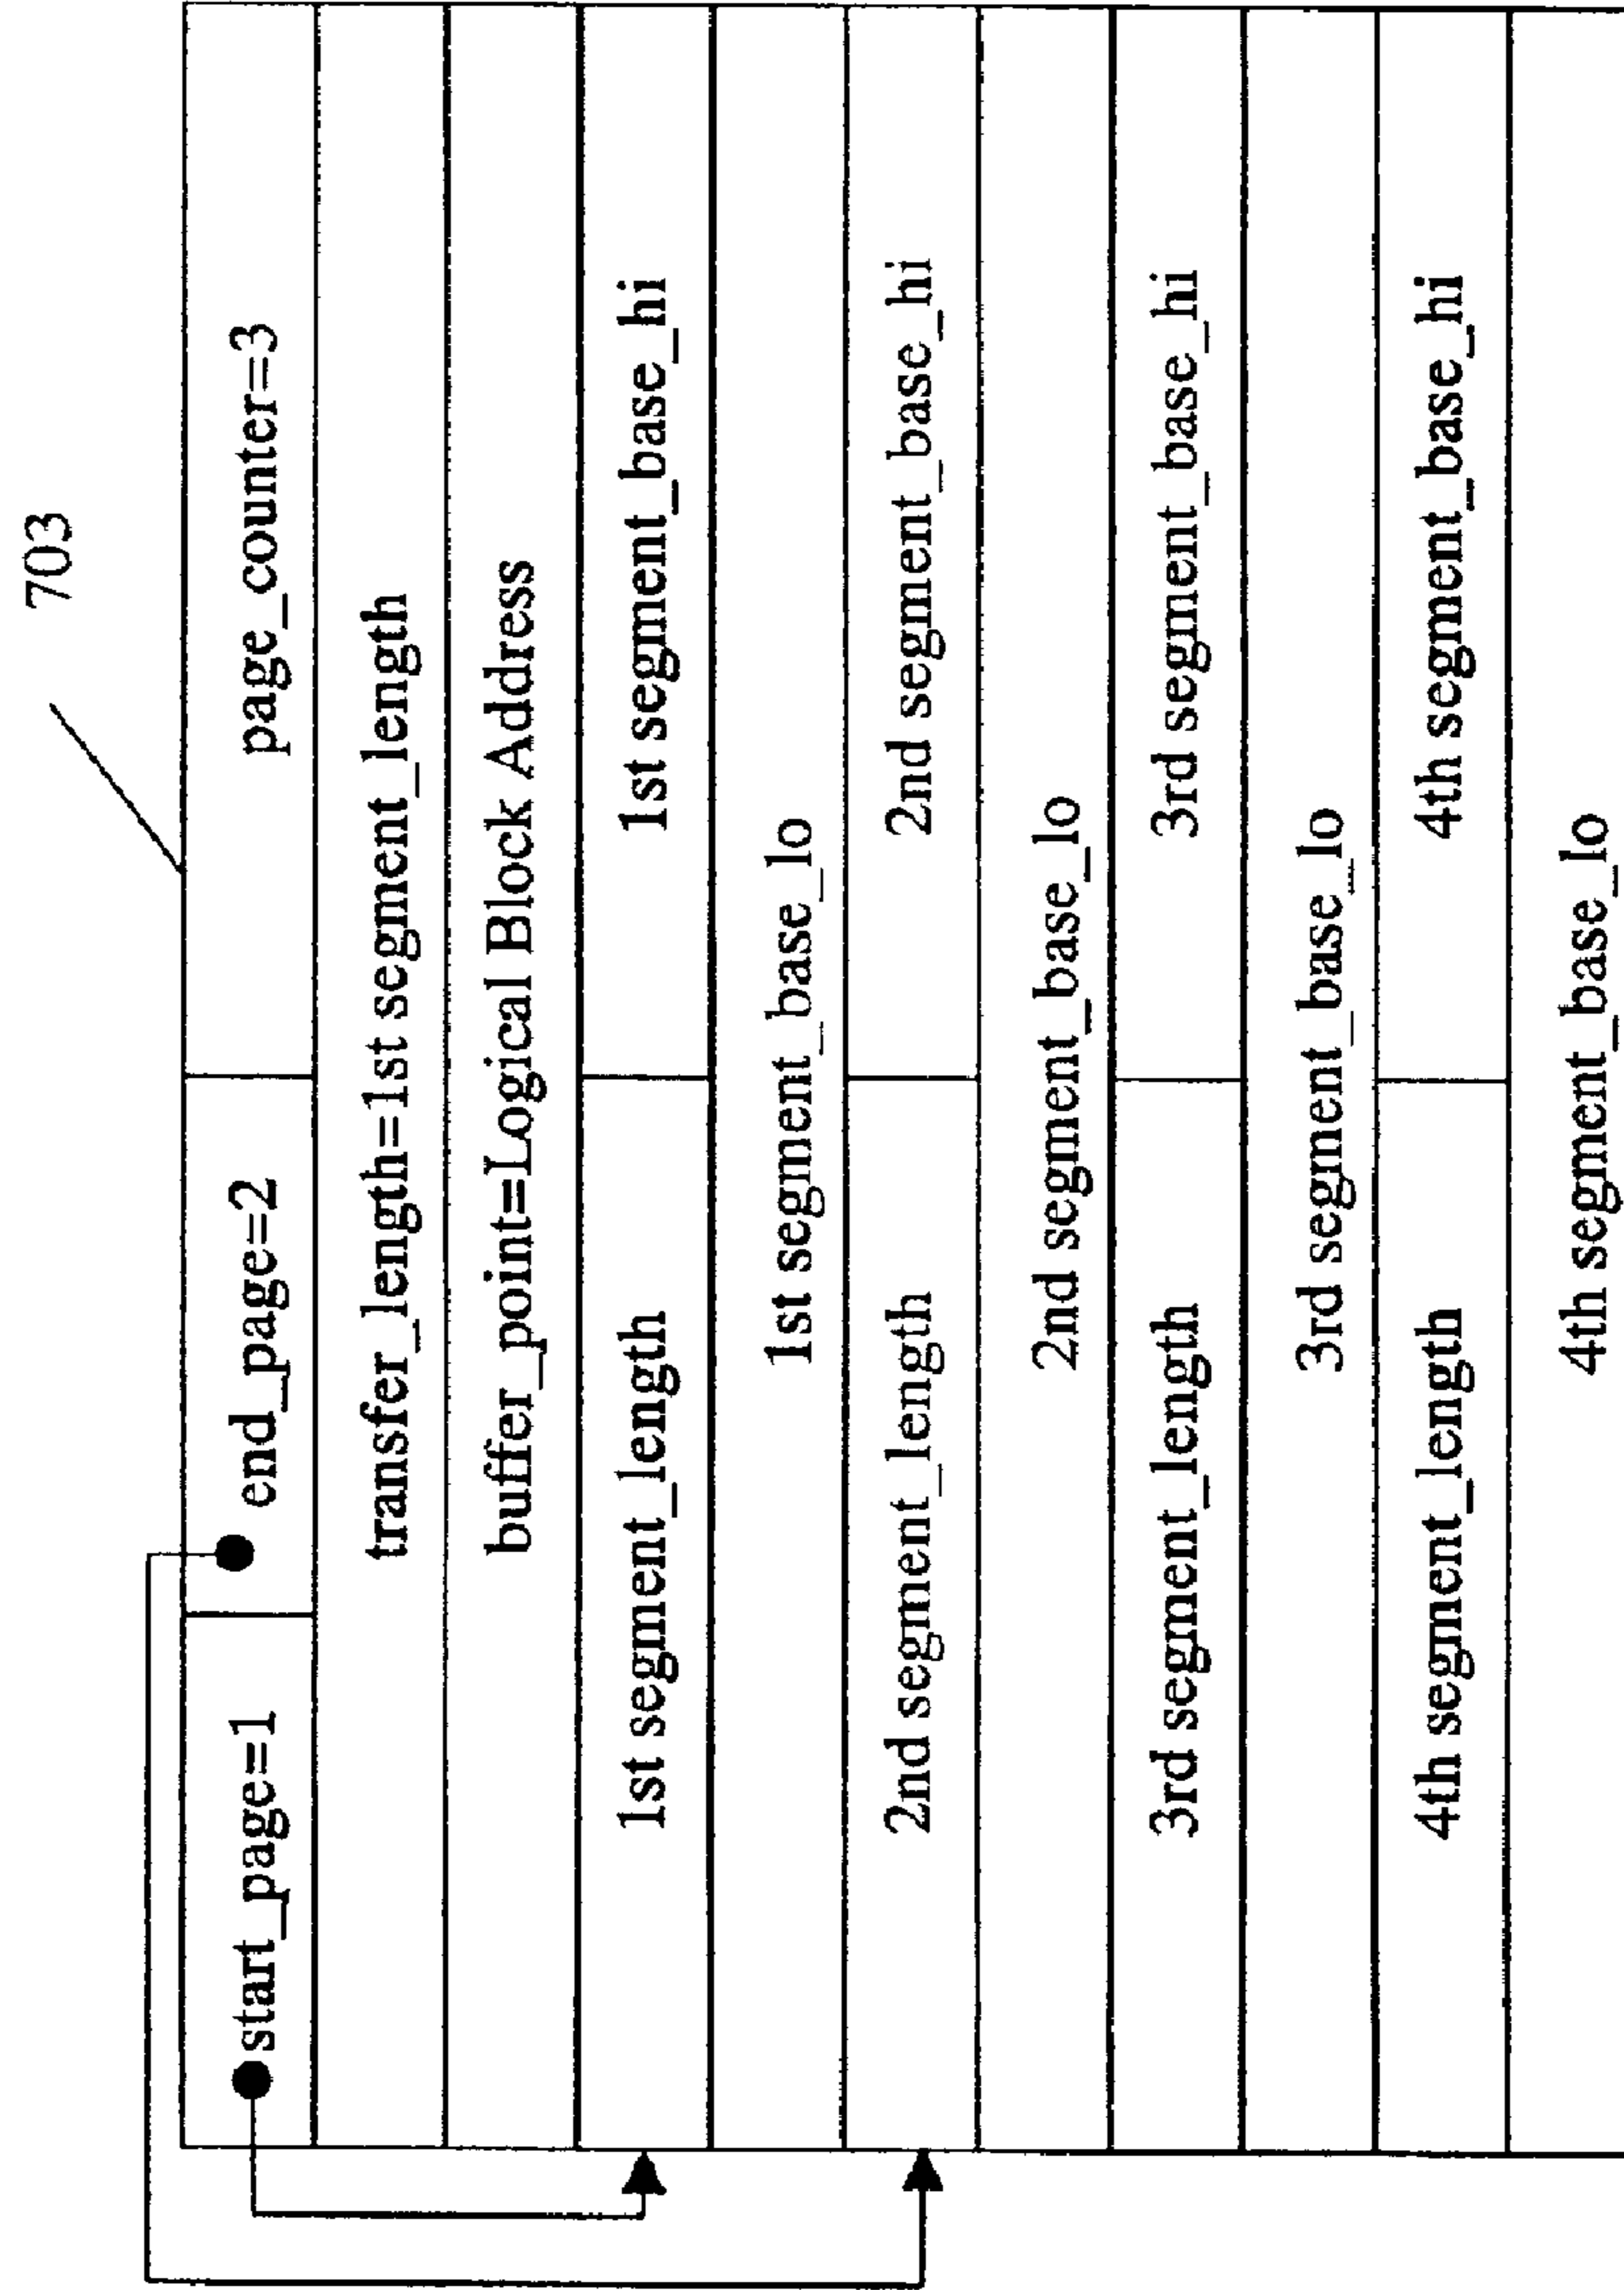 703
start_page=1 end_page=2 page_counter=3
transfer_length=1st segment_length
buffer_point=Logical Block Address
1st segment_length 1st segment_base_hi
1st segment_base_lo
2nd segment_length 2nd segment_base_hi
2nd segment_base_lo
3rd segment_length 3rd segment_base_hi
3rd segment_base_lo
4th segment_length 4th segment_base_hi
4th segment_base_lo